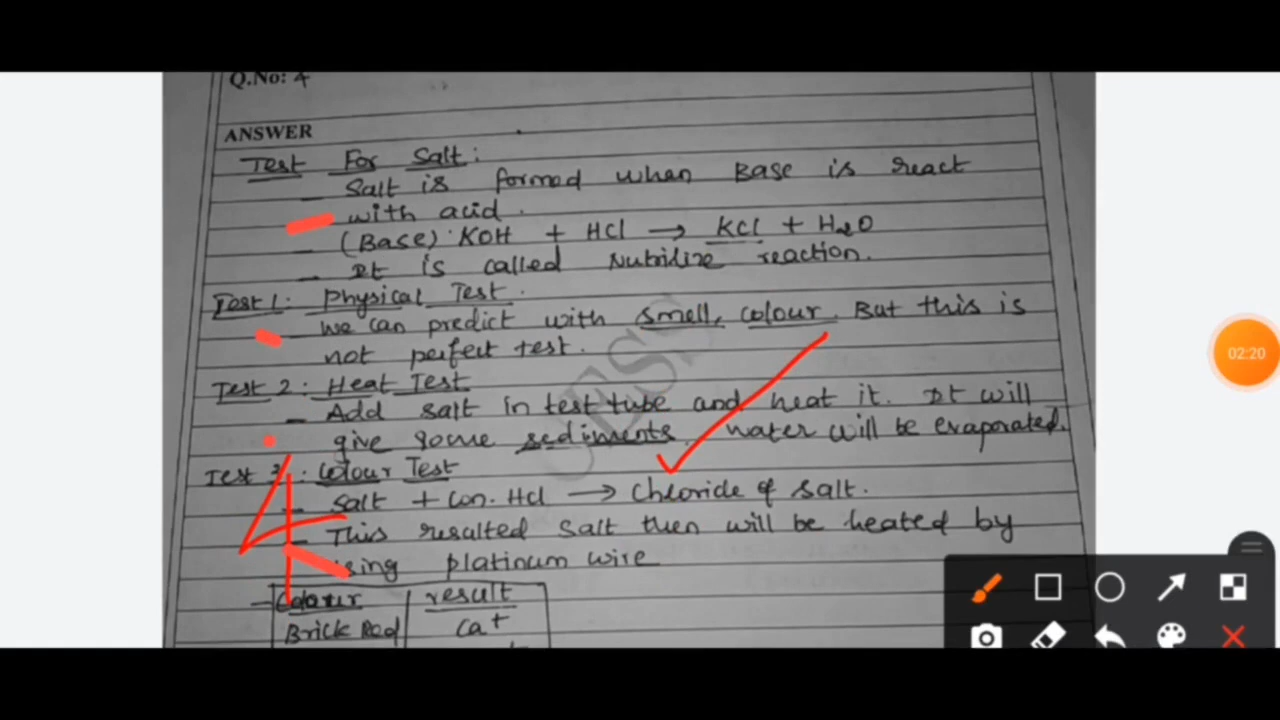 Q.No: 4
ANSWER
Test For Salt:
- Salt is formed when Base is react
with acid.
- (Base) KOH + HCl → KCl + H2O
- It is called Nutrilize reaction.
Test 1: Physical Test.
- We can predict with smell, colour. But this is
not perfect test.
Test 2: Heat Test
- Add salt in test tube and heat it. It will
give some sediments. Water will be evaporated.
Test 3: Colour Test
4
- Salt + Con. HCl → Chloride of salt.
- This resulted salt then will be heated by
using platinum wire
- Colour | result
Brick Red | Ca+
UESS
02:20